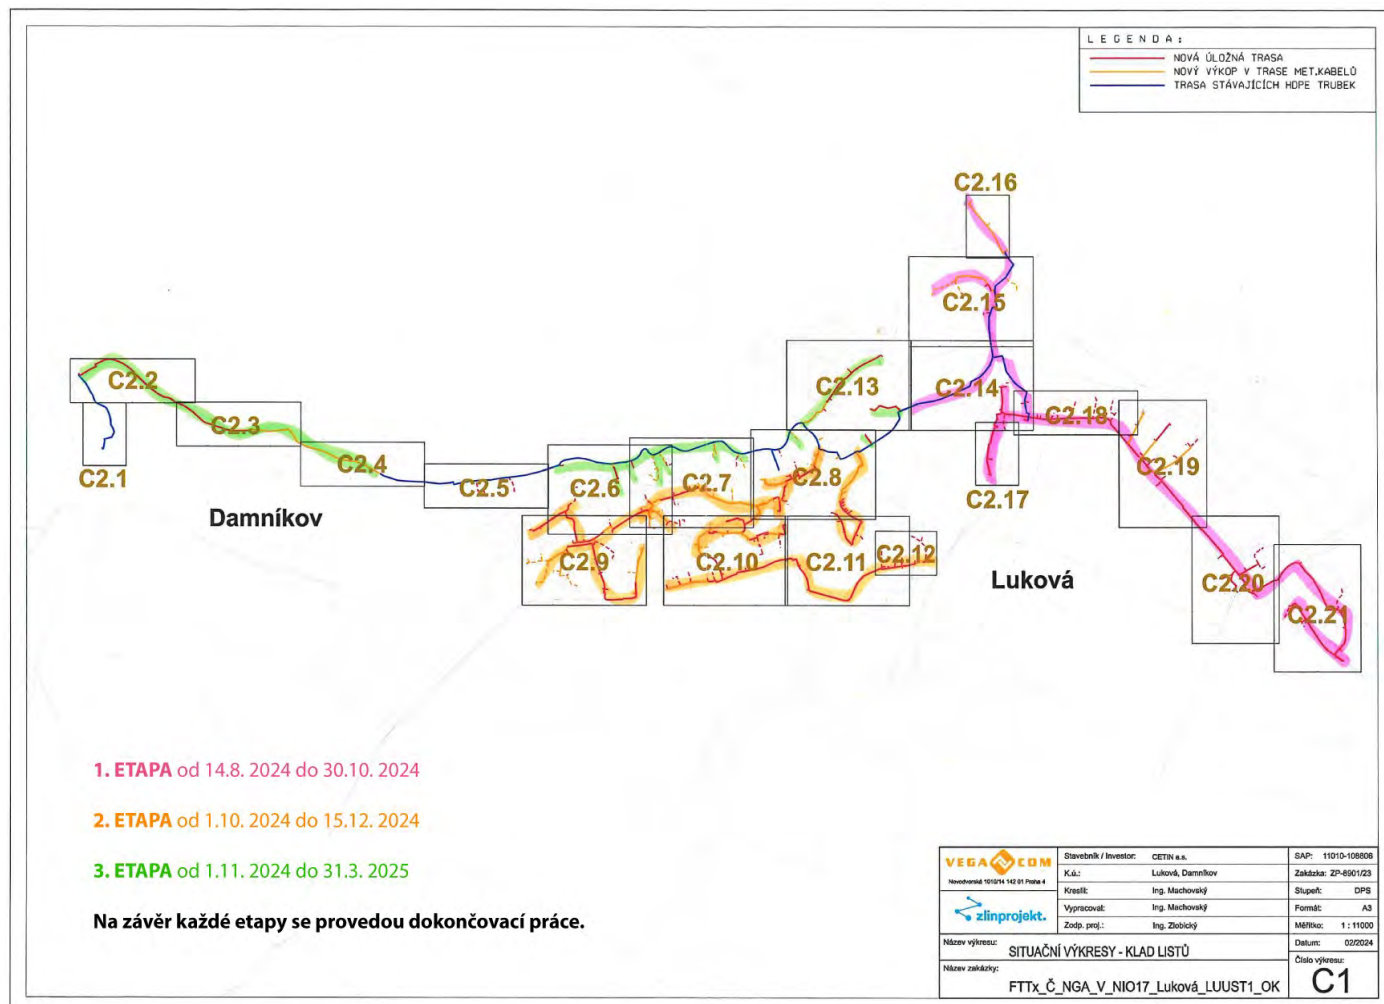 LEGENDA:
NOVÁ ÚLOŽNÁ TRASA
NOVÝ VÝKOP V TRASE MET.KABELŮ
TRASA STÁVAJÍCÍCH HDPE TRUBEK
C2.16
C2.15
C2.13
C2.14
C2.2
C2.3
C2.18
C2.4
C2.19
C2.1
C2.5
C2.6
C2.7
C2.8
C2.17
Damníkov
C2.9
C2.10
C2.11
C2.12
Luková
C2.20
C2.21
1. ETAPA od 14.8. 2024 do 30.10. 2024
2. ETAPA od 1.10. 2024 do 15.12. 2024
3. ETAPA od 1.11. 2024 do 31.3. 2025
Na závěr každé etapy se provedou dokončovací práce.
VEGACOM
Novodvorská 1010/14 142 01 Praha 4
zlinprojekt.
Stavebník / Investor: CETIN a.s.
K.ú.: Luková, Damníkov
Kreslil: Ing. Machovský
Vypracoval: Ing. Machovský
Zodp. proj.: Ing. Zlobický
SAP: 11010-108806
Zakázka: ZP-8901/23
Stupeň: DPS
Formát: A3
Měřítko: 1 : 11000
Datum: 02/2024
Název výkresu:
SITUAČNÍ VÝKRESY - KLAD LISTŮ
Název zakázky:
FTTx_Č_NGA_V_NIO17_Luková_LUUST1_OK
Číslo výkresu:
C1